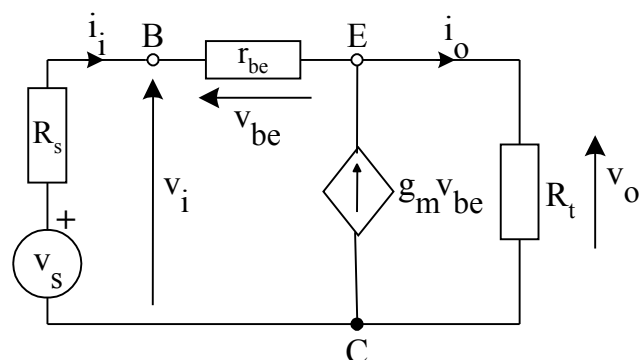 i_i
B
E
i_o
r_be
R_s
v_be
v_i
g_m v_be
R_t
v_o
+
v_s
C